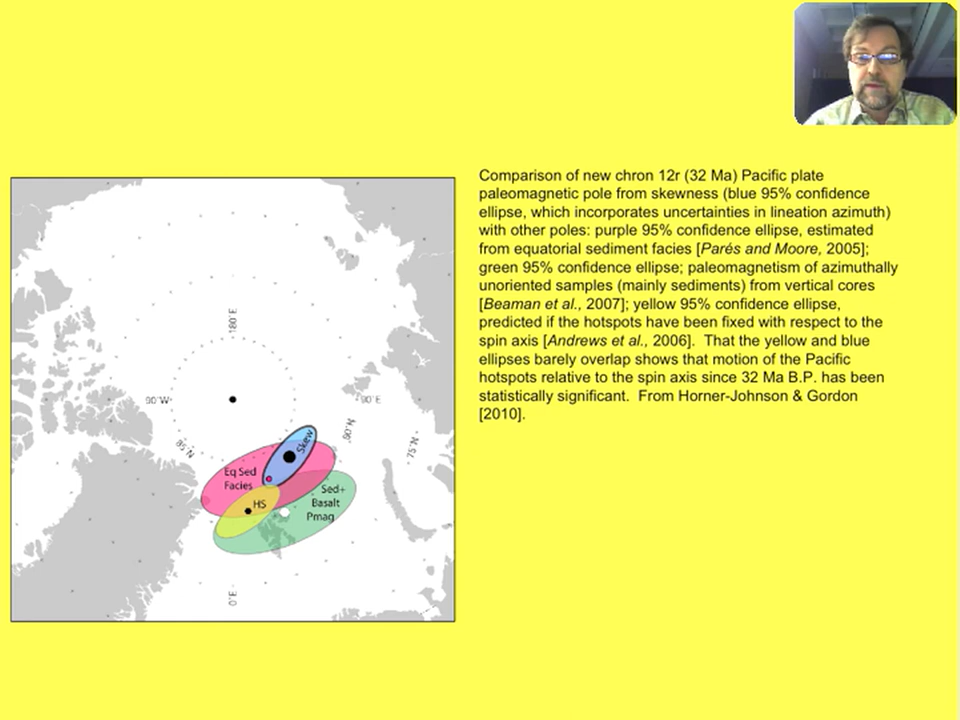 Comparison of new chron 12r (32 Ma) Pacific plate
paleomagnetic pole from skewness (blue 95% confidence
ellipse, which incorporates uncertainties in lineation azimuth)
with other poles: purple 95% confidence ellipse, estimated
from equatorial sediment facies [Parés and Moore, 2005];
green 95% confidence ellipse; paleomagnetism of azimuthally
unoriented samples (mainly sediments) from vertical cores
[Beaman et al., 2007]; yellow 95% confidence ellipse,
predicted if the hotspots have been fixed with respect to the
spin axis [Andrews et al., 2006].  That the yellow and blue
ellipses barely overlap shows that motion of the Pacific
hotspots relative to the spin axis since 32 Ma B.P. has been
statistically significant.  From Horner-Johnson & Gordon
[2010].
180°E
90°W
90°E
85°N
80°N
75°N
Skew
Eq Sed
Facies
HS
Sed+
Basalt
Pmag
0°E